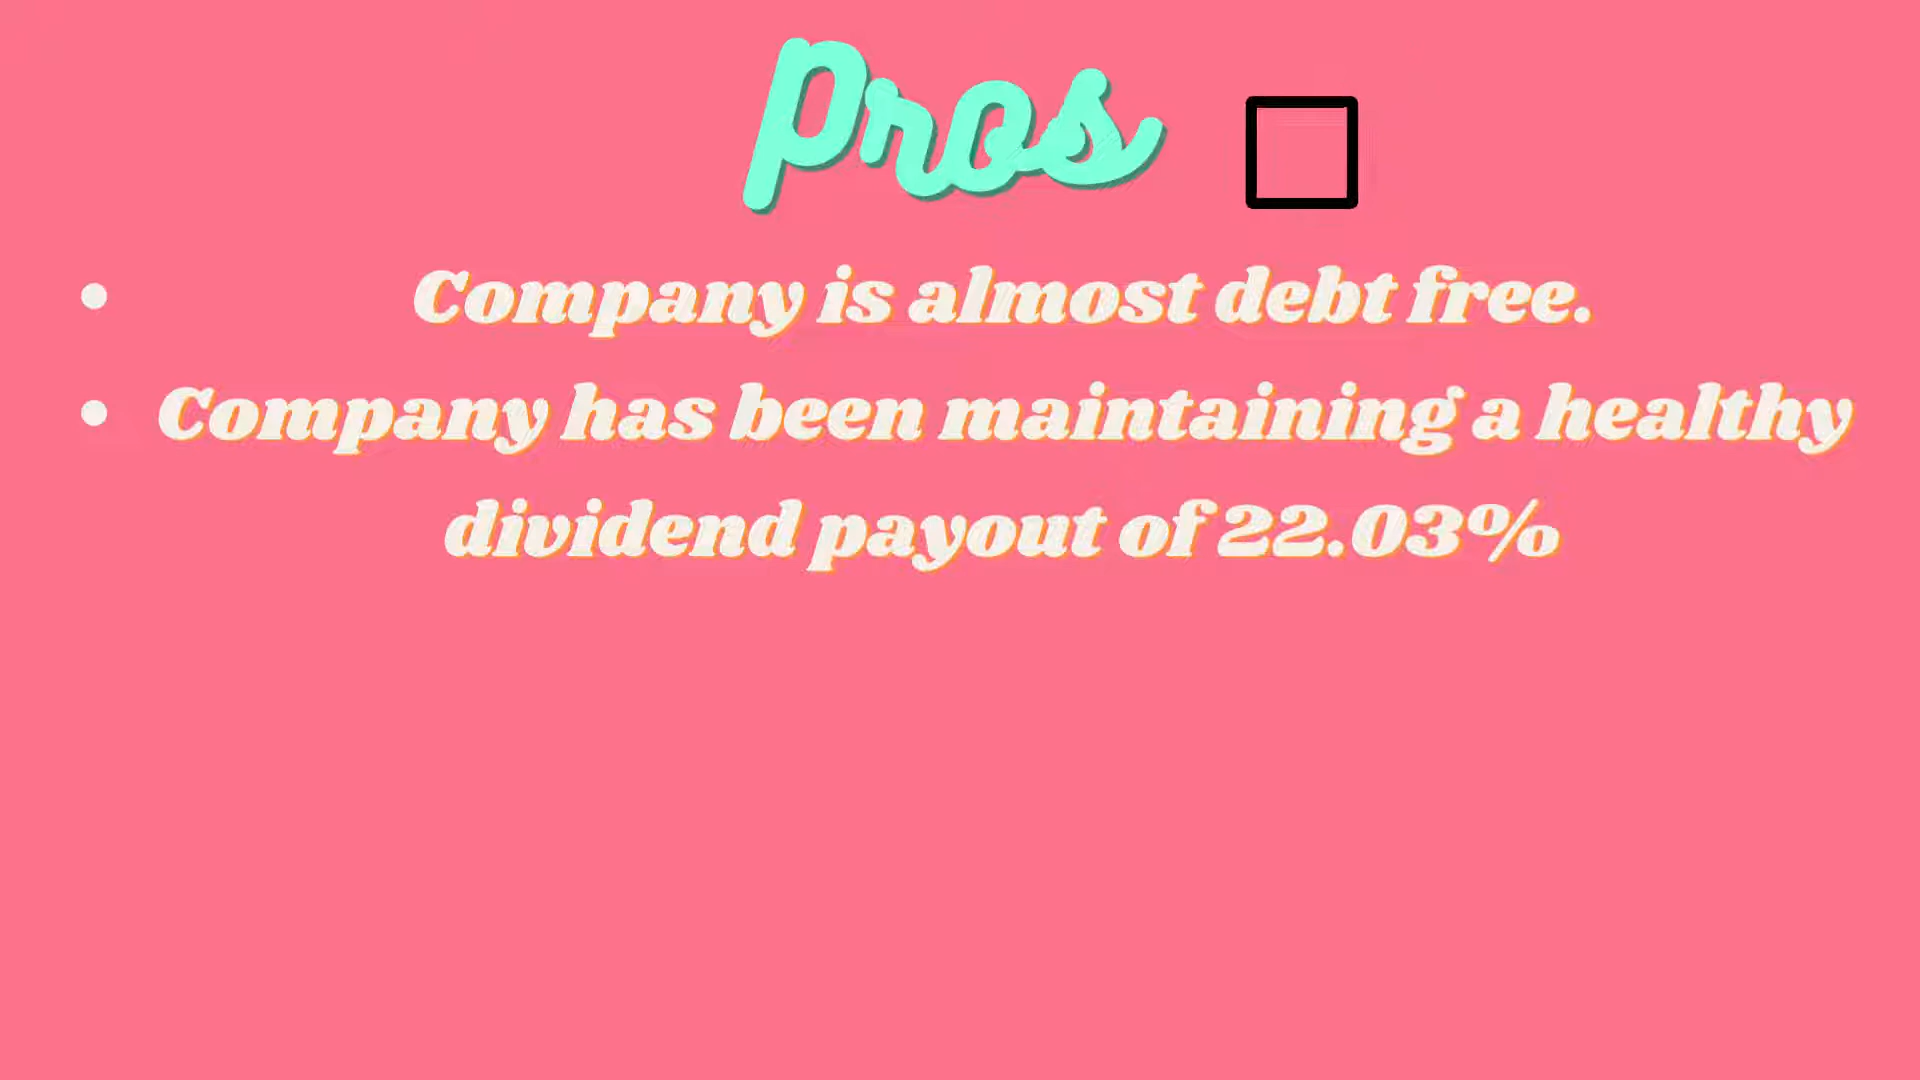 Pros
Company is almost debt free.
Company has been maintaining a healthy
dividend payout of 22.03%